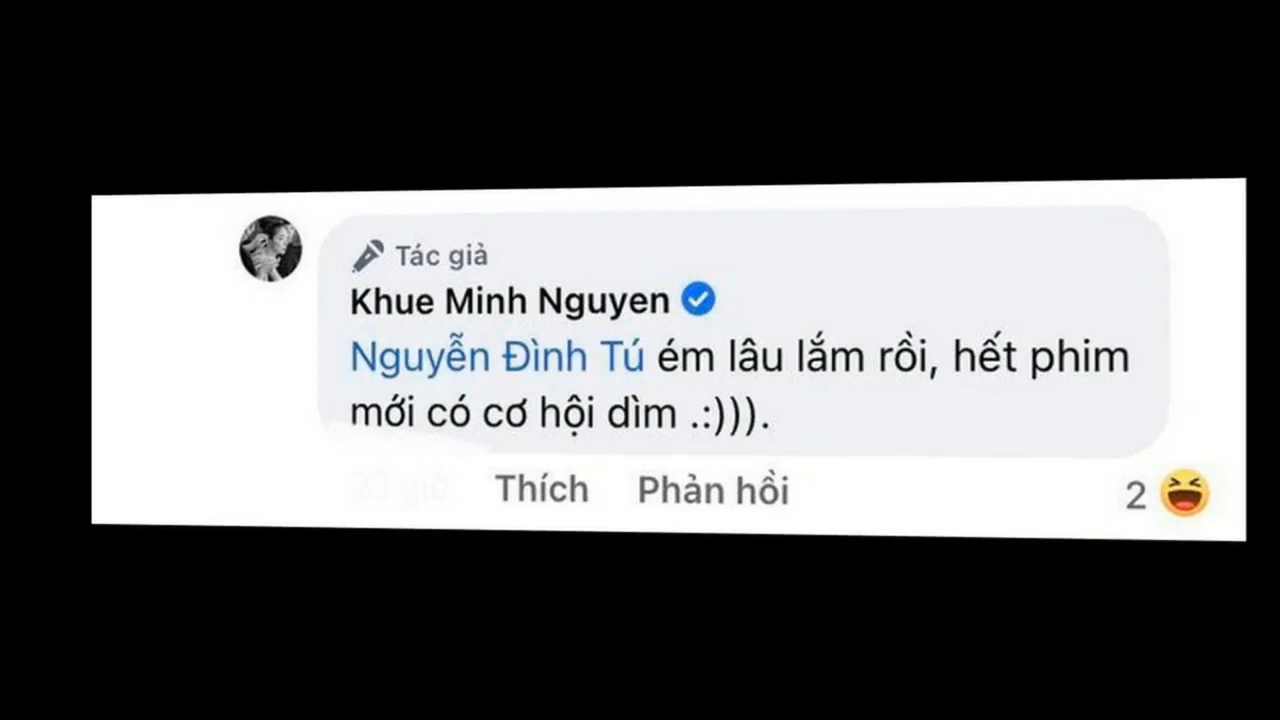 Tác giả
Khue Minh Nguyen
Nguyễn Đình Tú ém lâu lắm rồi, hết phim
mới có cơ hội dìm .:))).
Thích Phản hồi 2